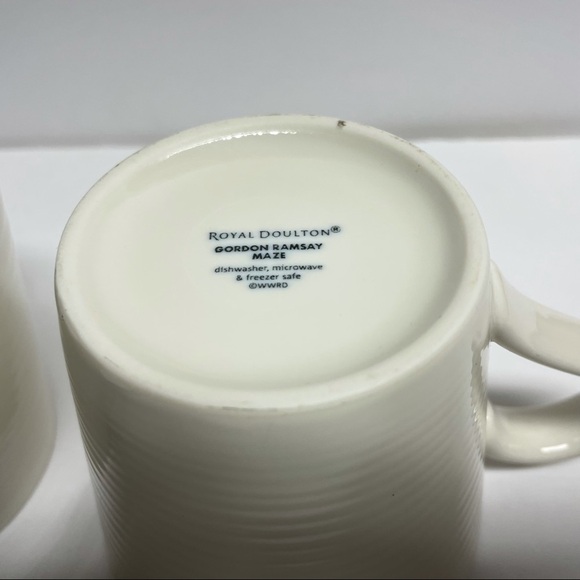 ROYAL DOULTON®
GORDON RAMSAY
MAZE
dishwasher, microwave
& freezer safe
©WWRD